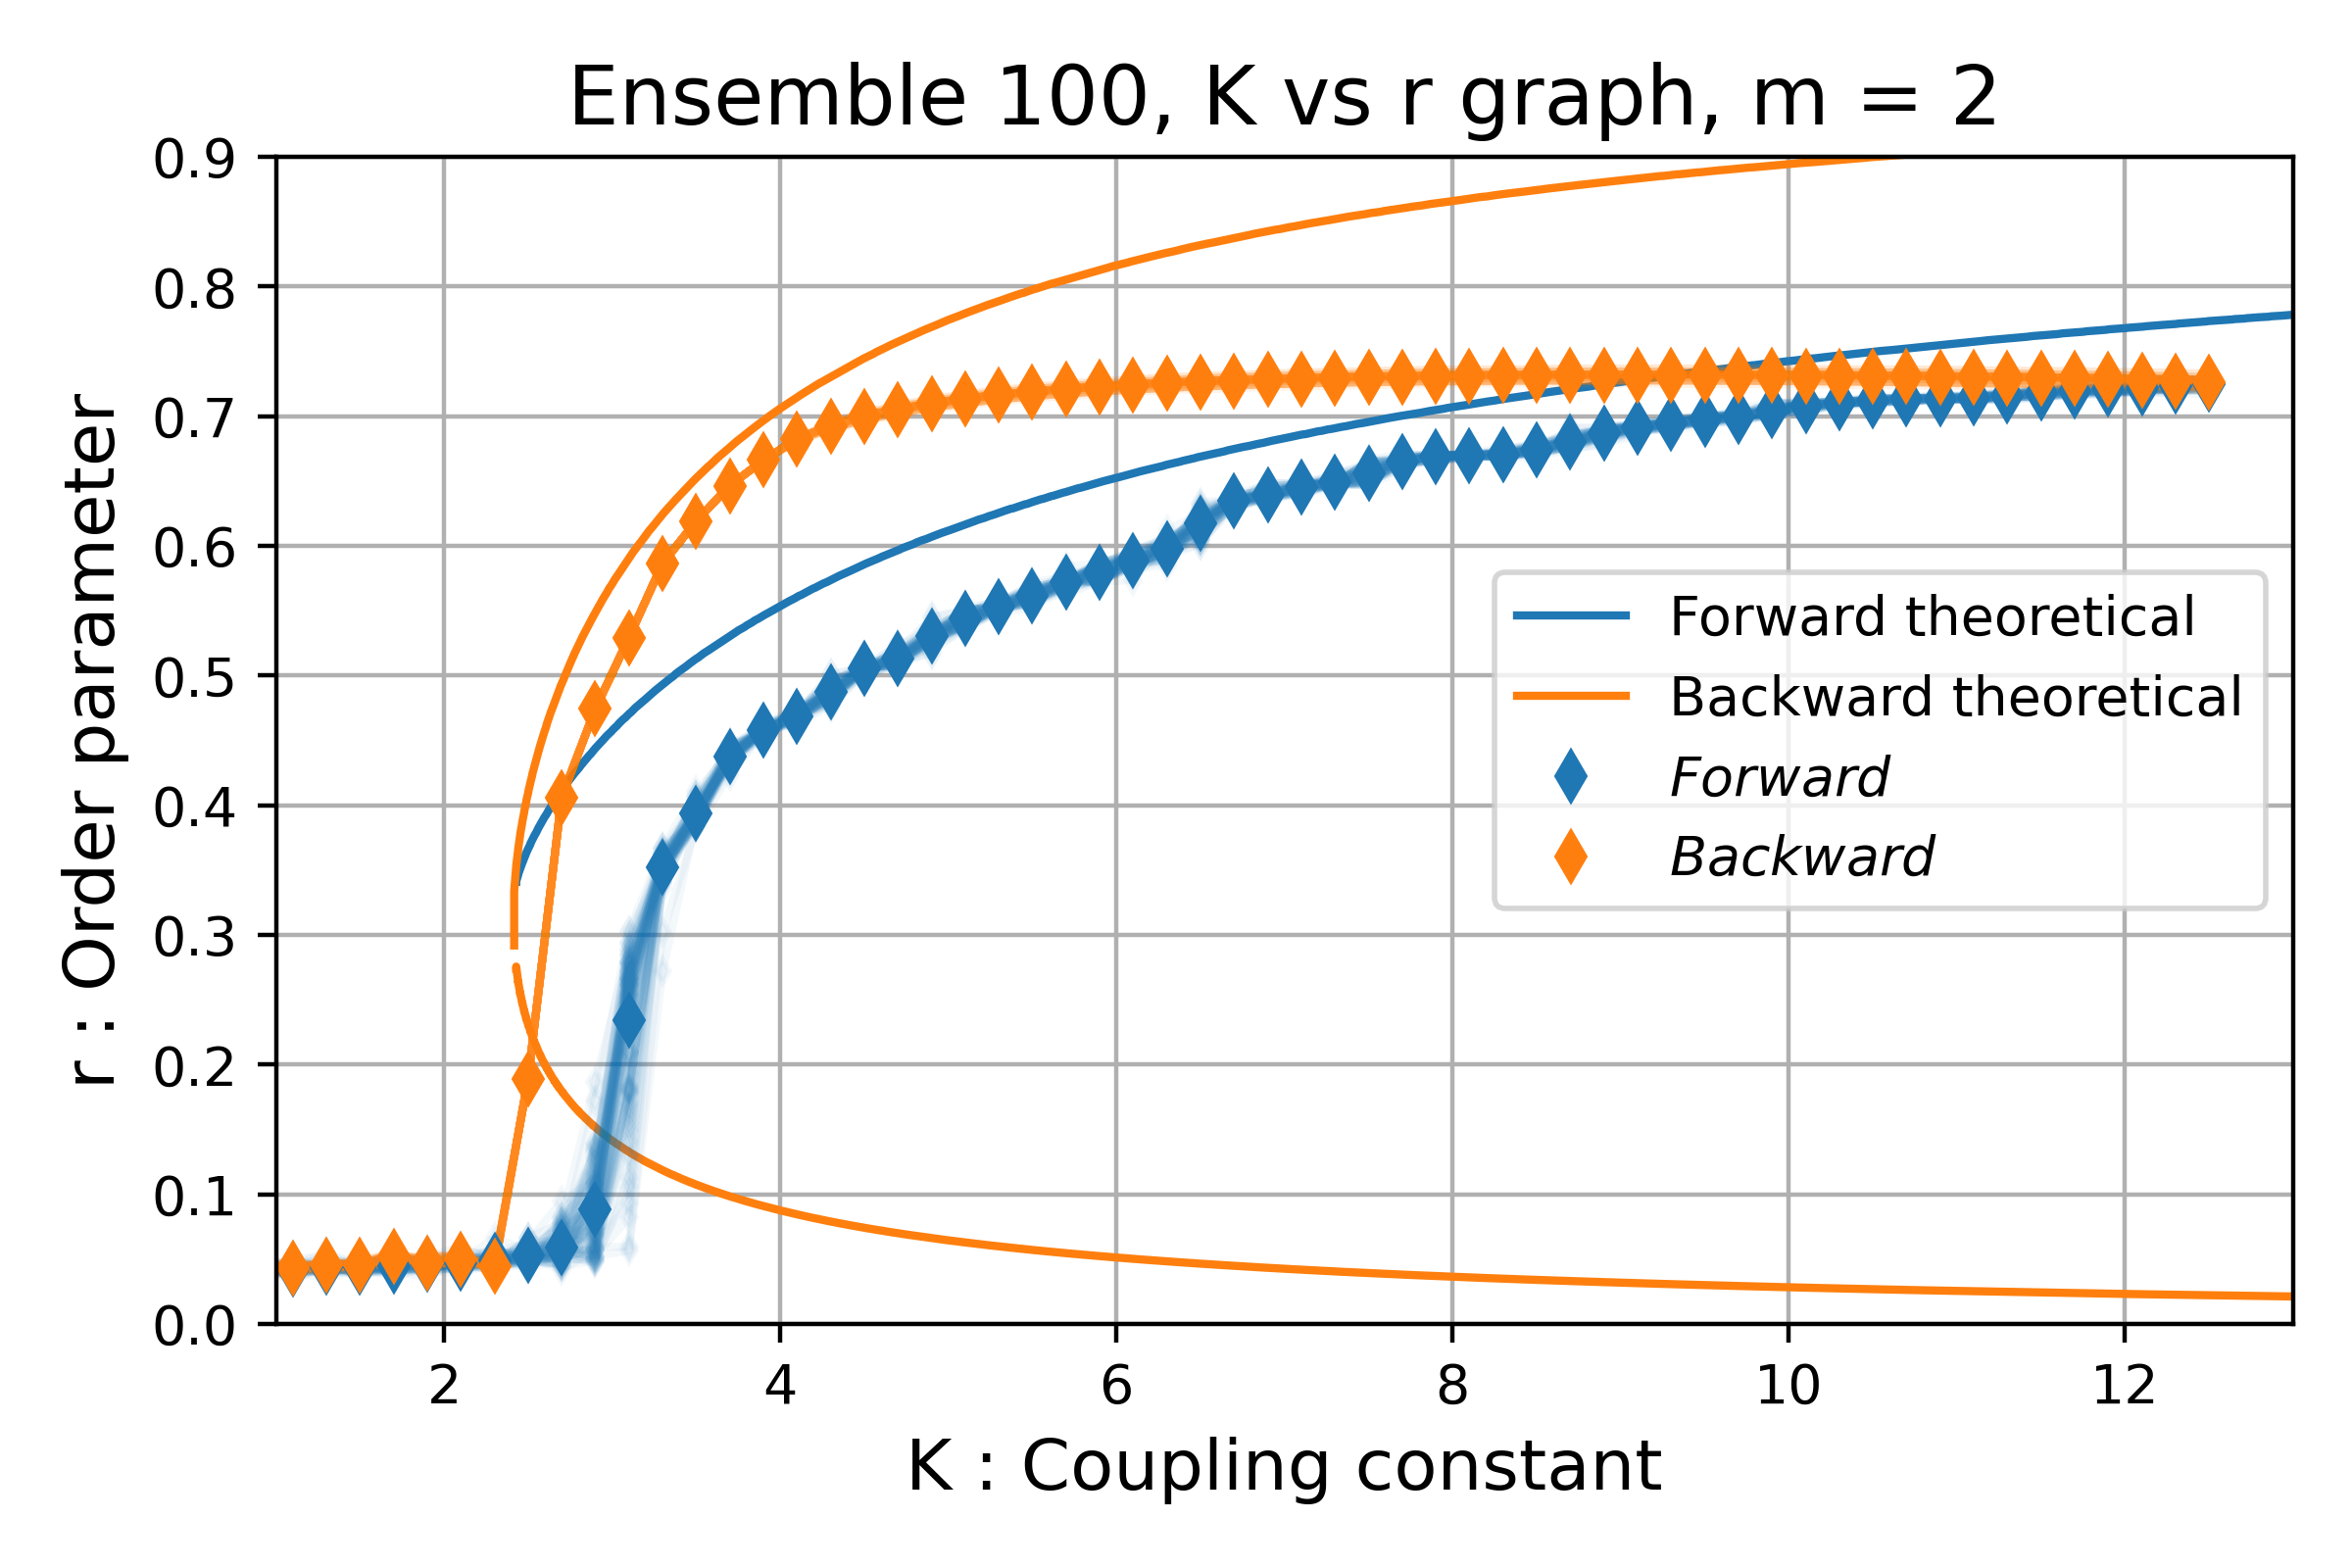 Ensemble 100, K vs r graph, m = 2
0.9
0.8
0.7
0.6
0.5
0.4
0.3
0.2
0.1
0.0
r : Order parameter
Forward theoretical
Backward theoretical
Forward
Backward
2 4 6 8 10 12
K : Coupling constant